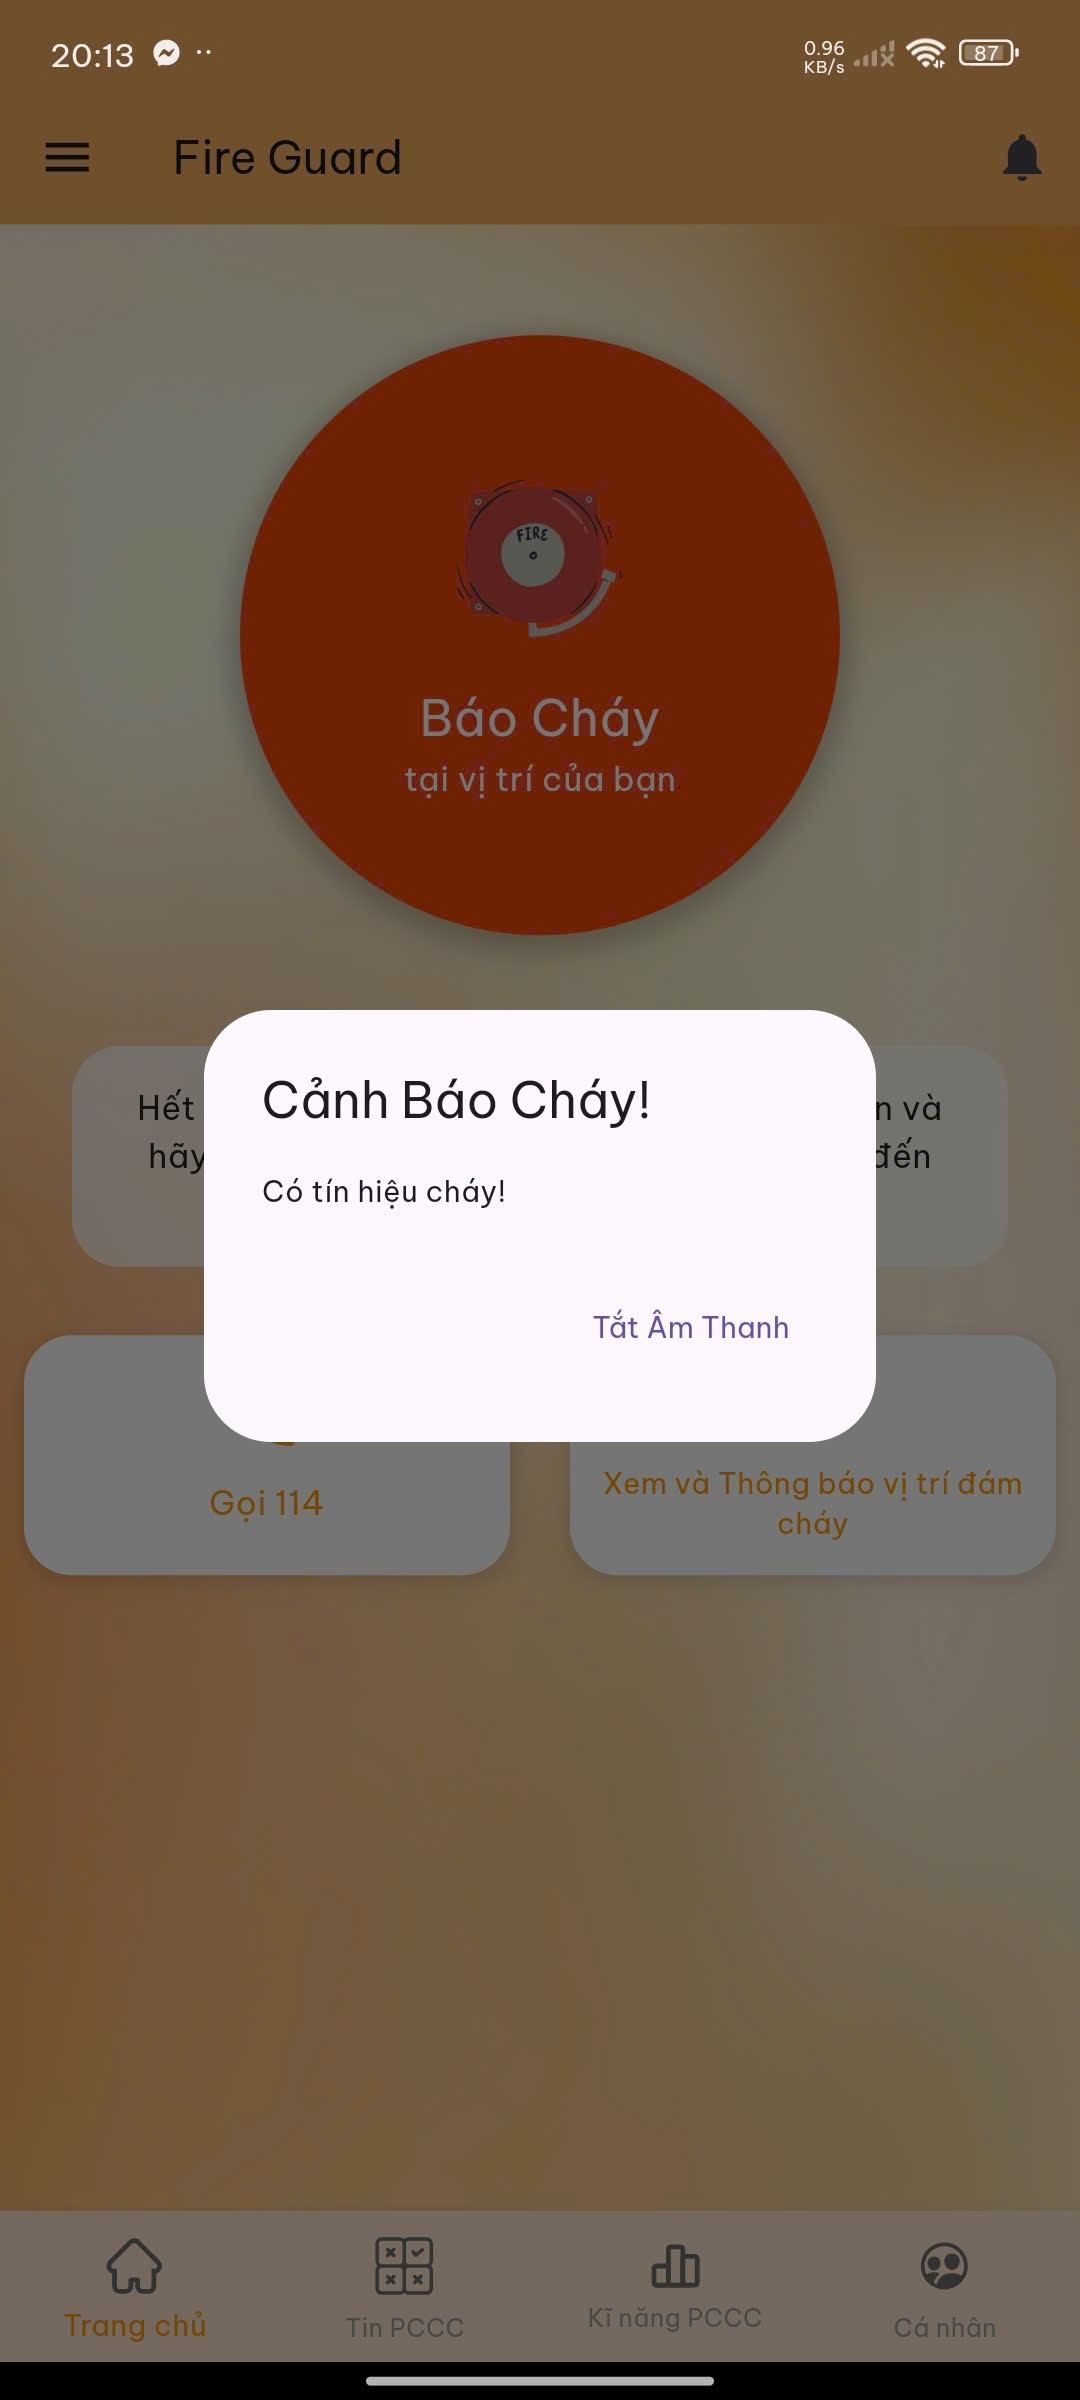 20:13
0.96
KB/s
87
Fire Guard
FIRE
Báo Cháy
tại vị trí của bạn
Cảnh Báo Cháy!
Hết
n và
hãy
đến
Có tín hiệu cháy!
Tắt Âm Thanh
Gọi 114
Xem và Thông báo vị trí đám
cháy
Trang chủ
Tin PCCC
Kĩ năng PCCC
Cá nhân